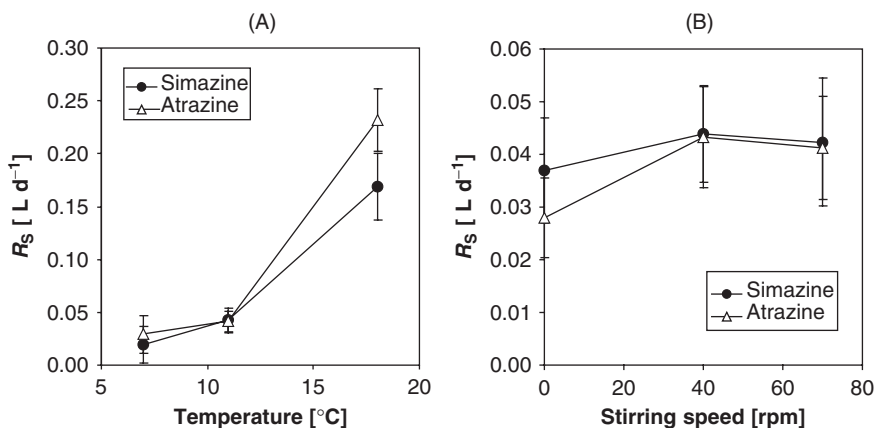 (A)
0.30
0.25
0.20
0.15
0.10
0.05
0.00
R_S [ L d⁻¹]
Simazine
Atrazine
5 10 15 20
Temperature [°C]
(B)
0.06
0.05
0.04
0.03
0.02
0.01
0.00
R_S [ L d⁻¹]
Simazine
Atrazine
0 20 40 60 80
Stirring speed [rpm]